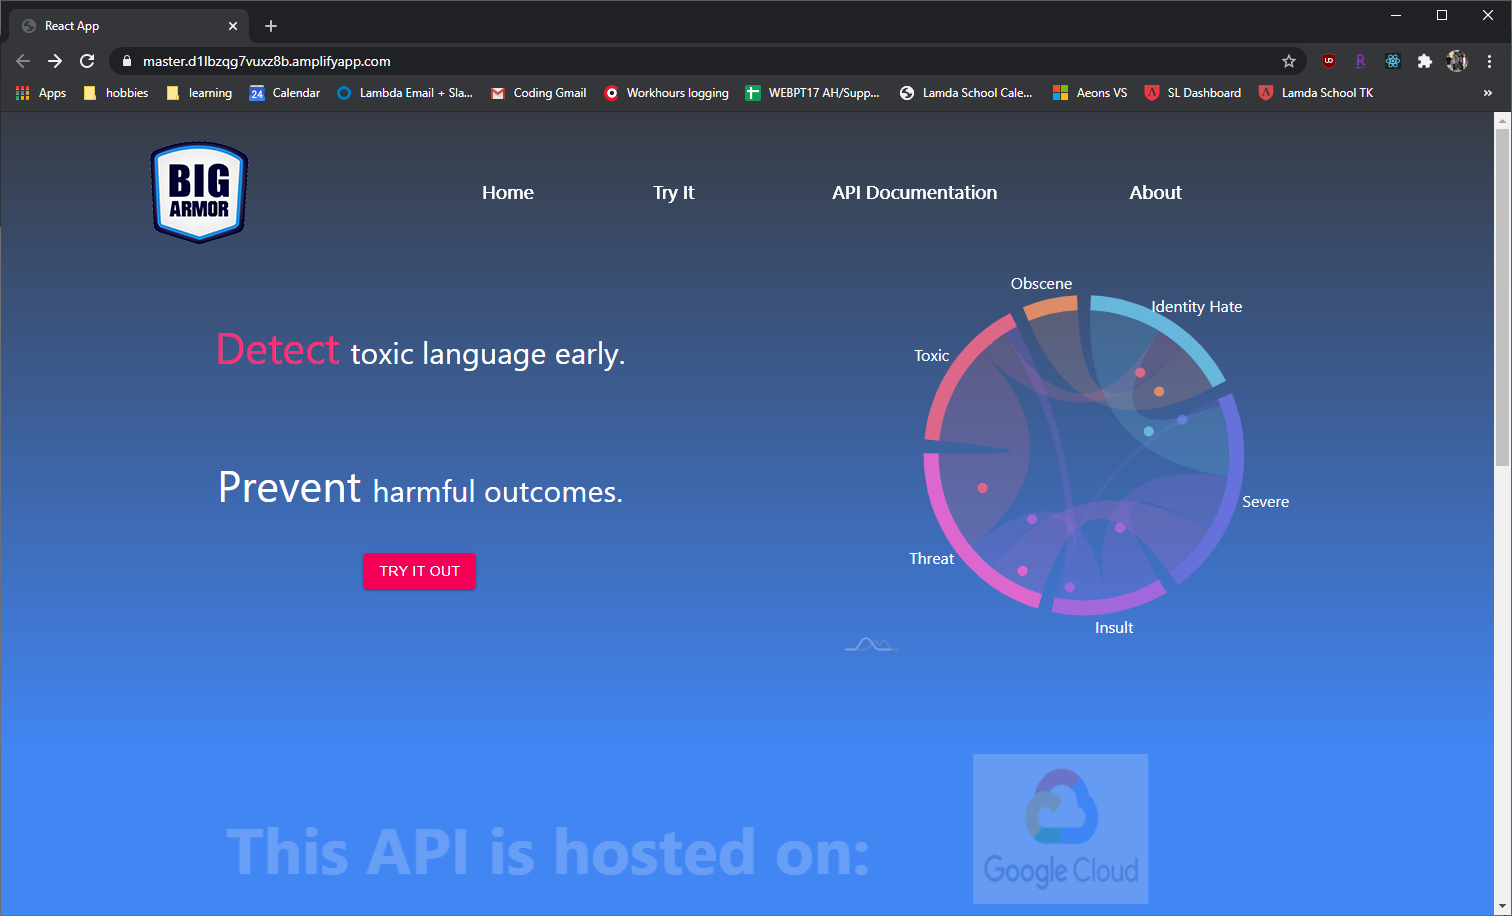 React App
master.d1lbzqg7vuxz8b.amplifyapp.com
Apps hobbies learning 24 Calendar Lambda Email + Sla... Coding Gmail Workhours logging WEBPT17 AH/Supp... Lamda School Cale... Aeons VS SL Dashboard Lamda School TK »
BIG
ARMOR
Home Try It API Documentation About
Detect toxic language early.
Prevent harmful outcomes.
TRY IT OUT
Obscene
Identity Hate
Toxic
Severe
Threat
Insult
This API is hosted on:
Google Cloud